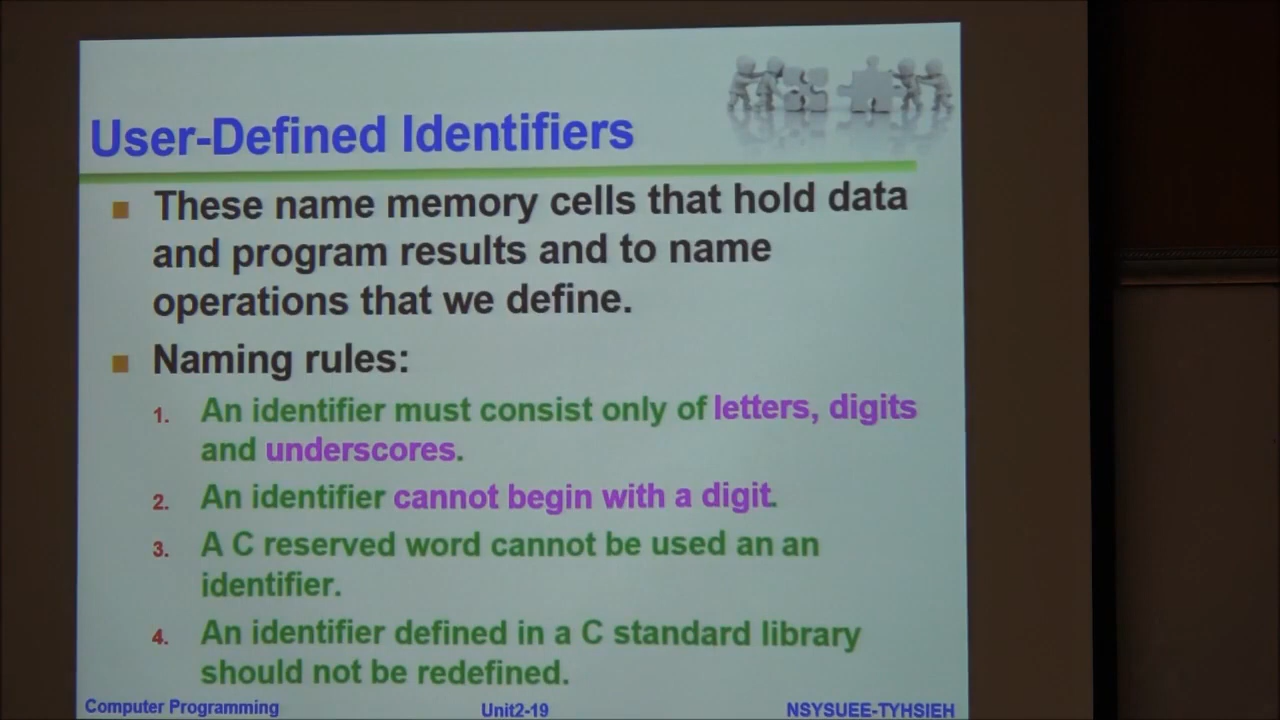 User-Defined Identifiers
■ These name memory cells that hold data
and program results and to name
operations that we define.
■ Naming rules:
1. An identifier must consist only of letters, digits
and underscores.
2. An identifier cannot begin with a digit.
3. A C reserved word cannot be used an an
identifier.
4. An identifier defined in a C standard library
should not be redefined.
Computer Programming Unit2-19 NSYSUEE-TYHSIEH